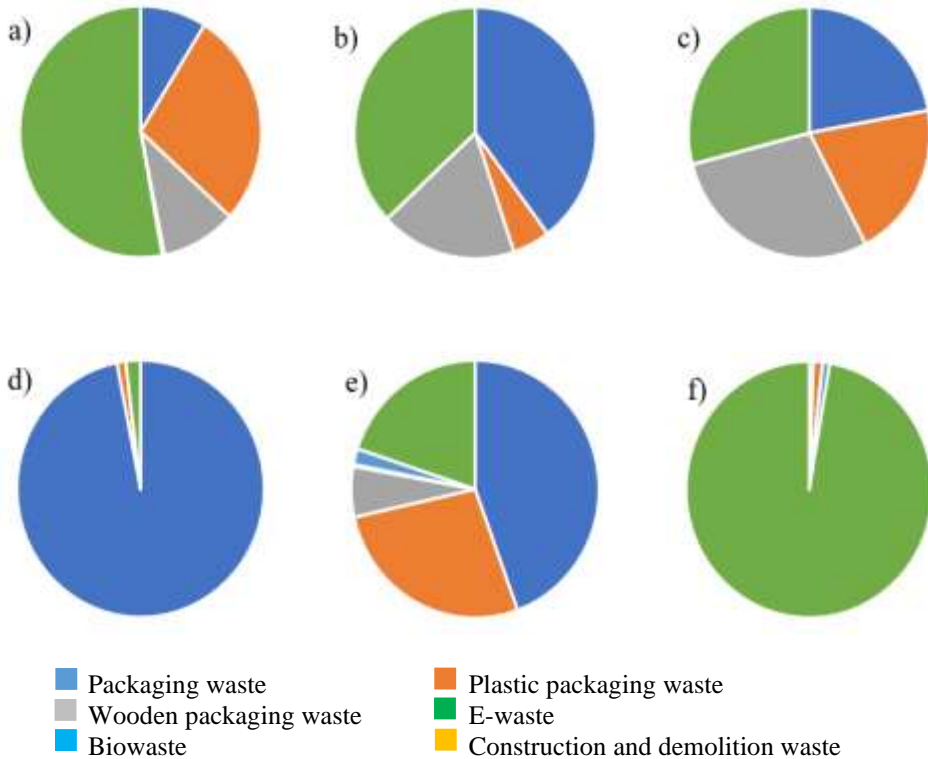 a)
b)
c)
d)
e)
f)
Packaging waste
Plastic packaging waste
Wooden packaging waste
E-waste
Biowaste
Construction and demolition waste